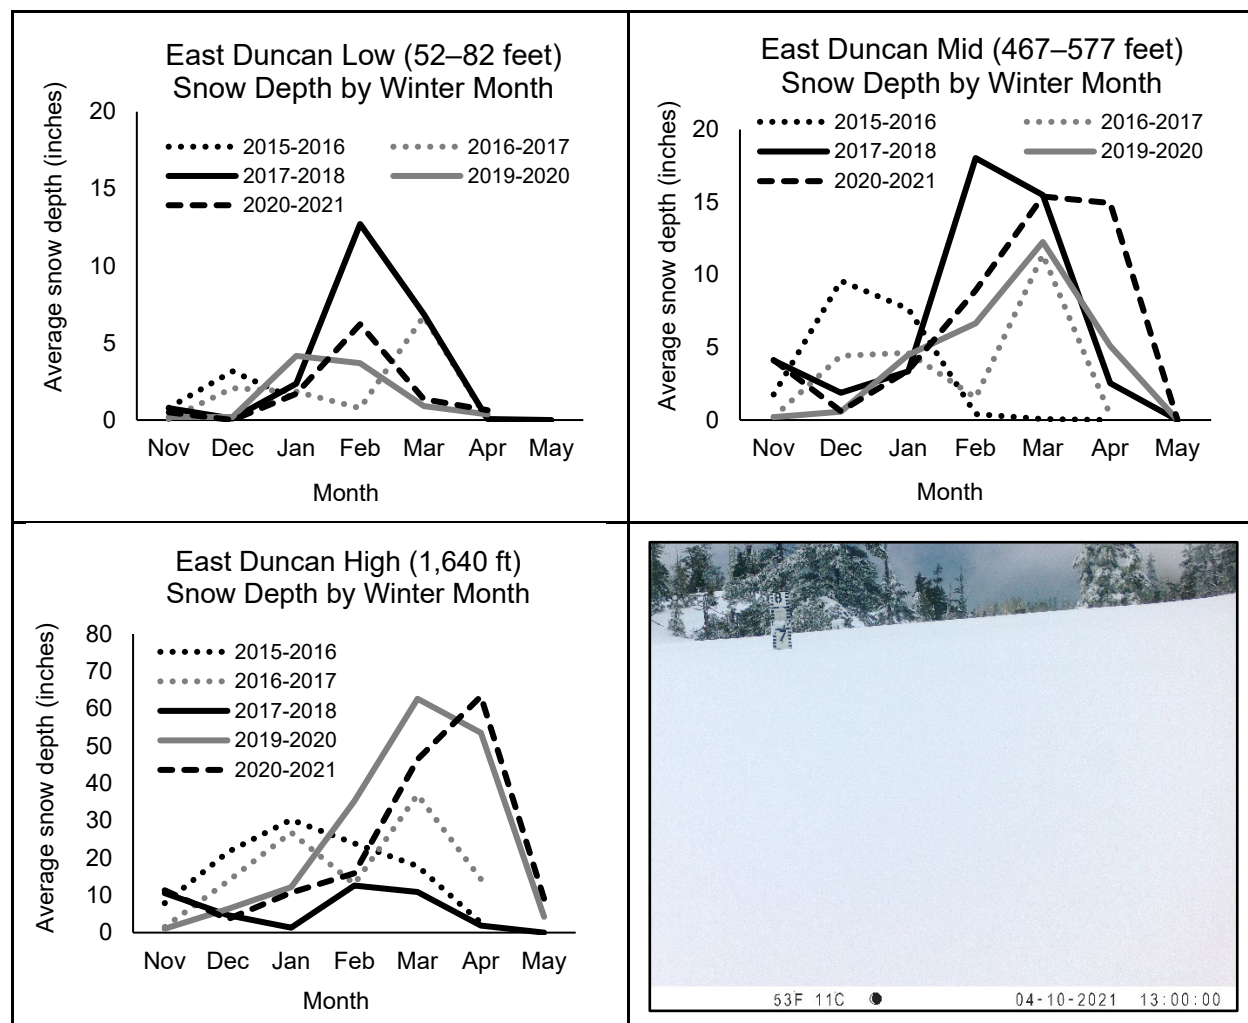 East Duncan Low (52–82 feet)
Snow Depth by Winter Month
Average snow depth (inches)
20
15
10
5
0
2015-2016
2016-2017
2017-2018
2019-2020
2020-2021
Nov Dec Jan Feb Mar Apr May
Month
East Duncan Mid (467–577 feet)
Snow Depth by Winter Month
Average snow depth (inches)
20
15
10
5
0
2015-2016
2016-2017
2017-2018
2019-2020
2020-2021
Nov Dec Jan Feb Mar Apr May
Month
East Duncan High (1,640 ft)
Snow Depth by Winter Month
Average snow depth (inches)
80
70
60
50
40
30
20
10
0
2015-2016
2016-2017
2017-2018
2019-2020
2020-2021
Nov Dec Jan Feb Mar Apr May
Month
8
7
53F 11C 04-10-2021 13:00:00